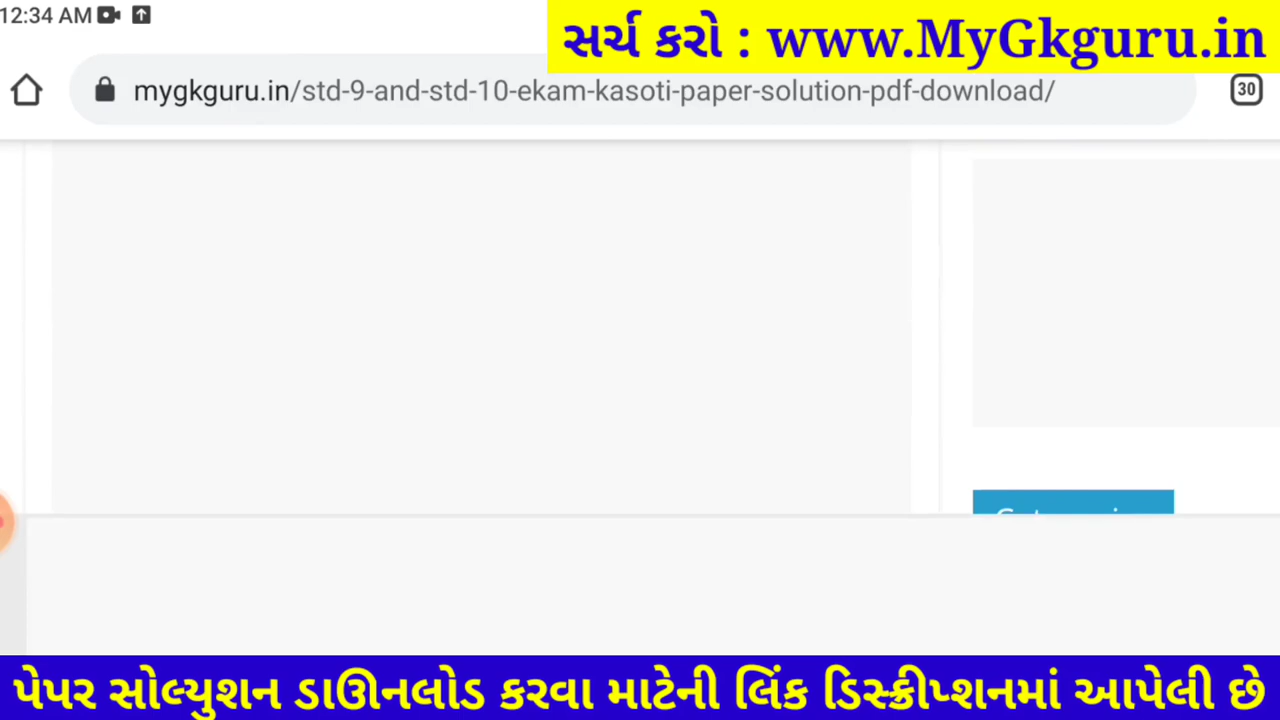 12:34 AM
સર્ચ કરો : www.MyGkguru.in
mygkguru.in/std-9-and-std-10-ekam-kasoti-paper-solution-pdf-download/
30
પેપર સોલ્યુશન ડાઊનલોડ કરવા માટેની લિંક ડિસ્ક્રીપ્શનમાં આપેલી છે